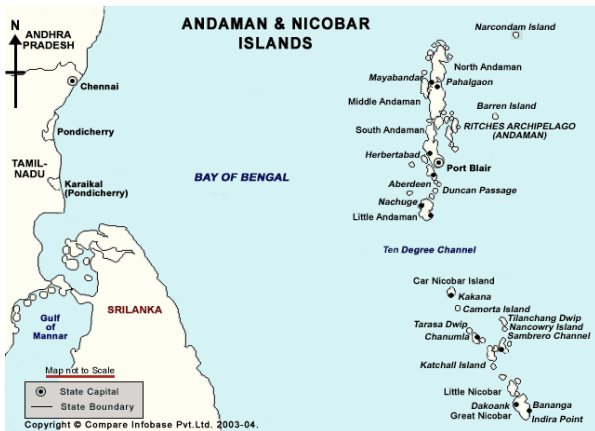 ANDAMAN & NICOBAR
ISLANDS
N
ANDHRA
PRADESH
Chennai
Pondicherry
TAMIL-
NADU
Karaikal
(Pondicherry)
BAY OF BENGAL
SRILANKA
Gulf
of
Mannar
Narcondam Island
North Andaman
Mayabandar
Pahalgaon
Middle Andaman
Barren Island
South Andaman
RITCHES ARCHIPELAGO
(ANDAMAN)
Herbertabad
Port Blair
Aberdeen
Duncan Passage
Nachuge
Little Andaman
Ten Degree Channel
Car Nicobar Island
Kakana
Camorta Island
Tilanchang Dwip
Tarasa Dwip
Nancowry Island
Chanumla
Sambrero Channel
Katchall Island
Little Nicobar
Dakoank
Bananga
Great Nicobar
Indira Point
Map not to Scale
State Capital
State Boundary
Copyright © Compare Infobase Pvt.Ltd. 2003-04.